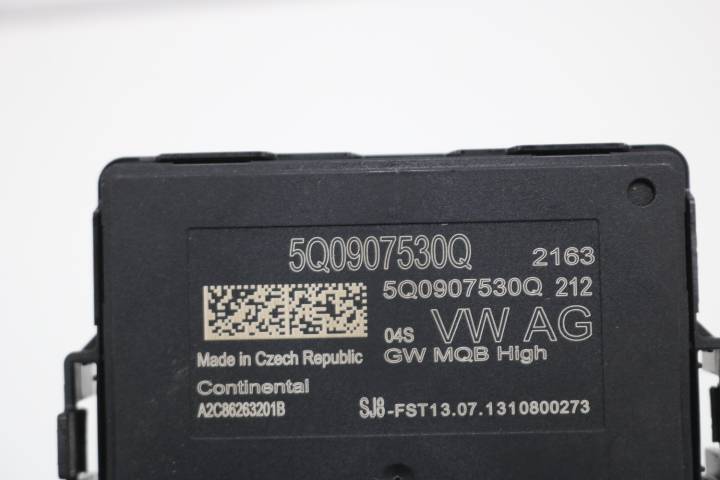 5Q0907530Q 2163
5Q0907530Q 212
04S VW AG
Made in Czech Republic GW MQB High
Continental
A2C86263201B SJ8-FST13.07.1310800273